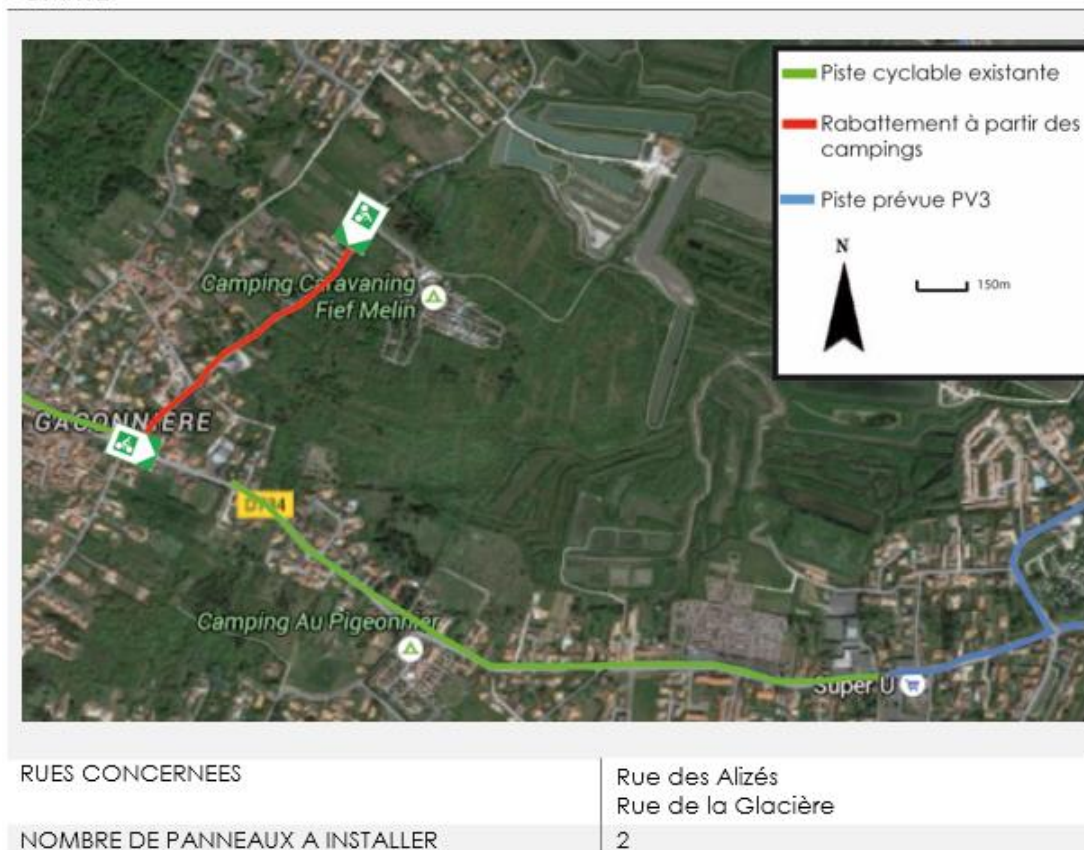 Piste cyclable existante
Rabattement à partir des
campings
Piste prévue PV3
N
150m
Camping Caravaning
Fief Melin
GACONNIÈRE
Camping Au Pigeonnier
Super U
RUES CONCERNEES
Rue des Alizés
Rue de la Glacière
NOMBRE DE PANNEAUX A INSTALLER
2